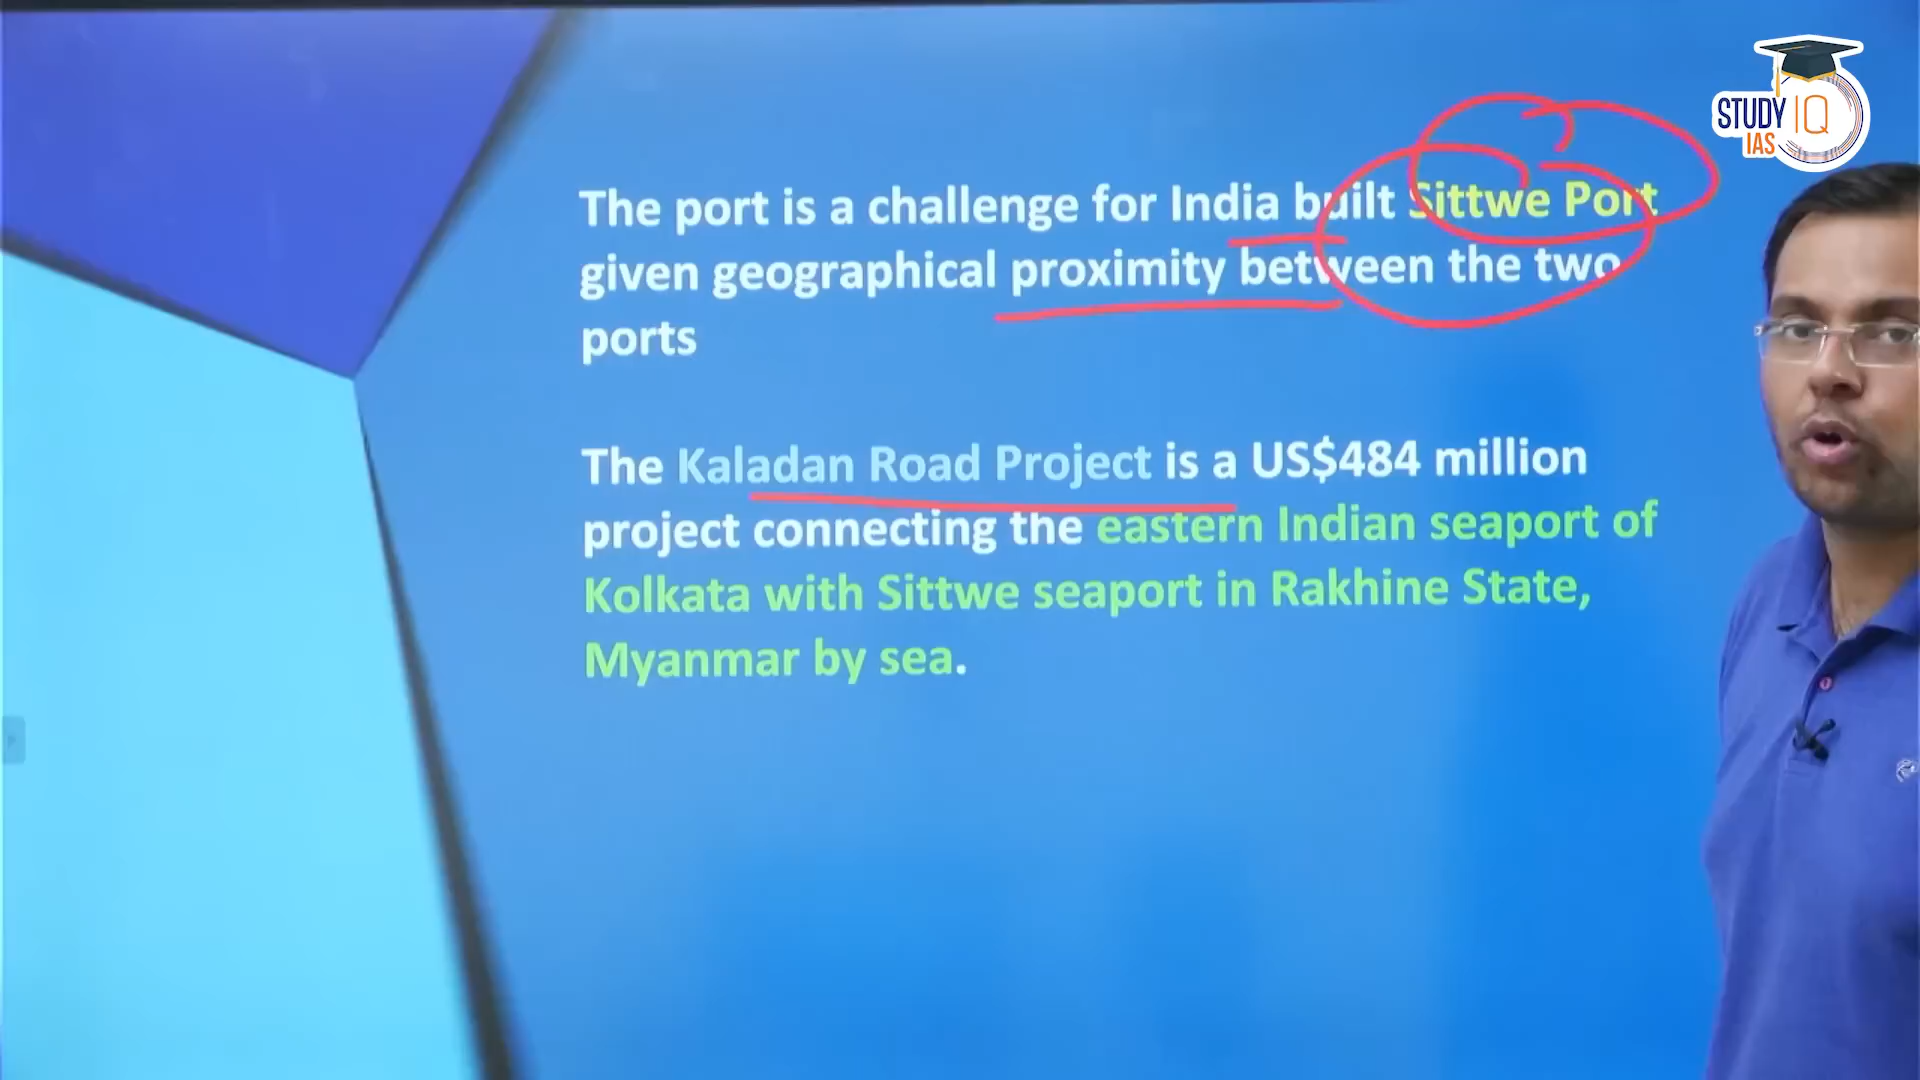 STUDY IQ
IAS
The port is a challenge for India built Sittwe Port
given geographical proximity between the two
ports
The Kaladan Road Project is a US$484 million
project connecting the eastern Indian seaport of
Kolkata with Sittwe seaport in Rakhine State,
Myanmar by sea.